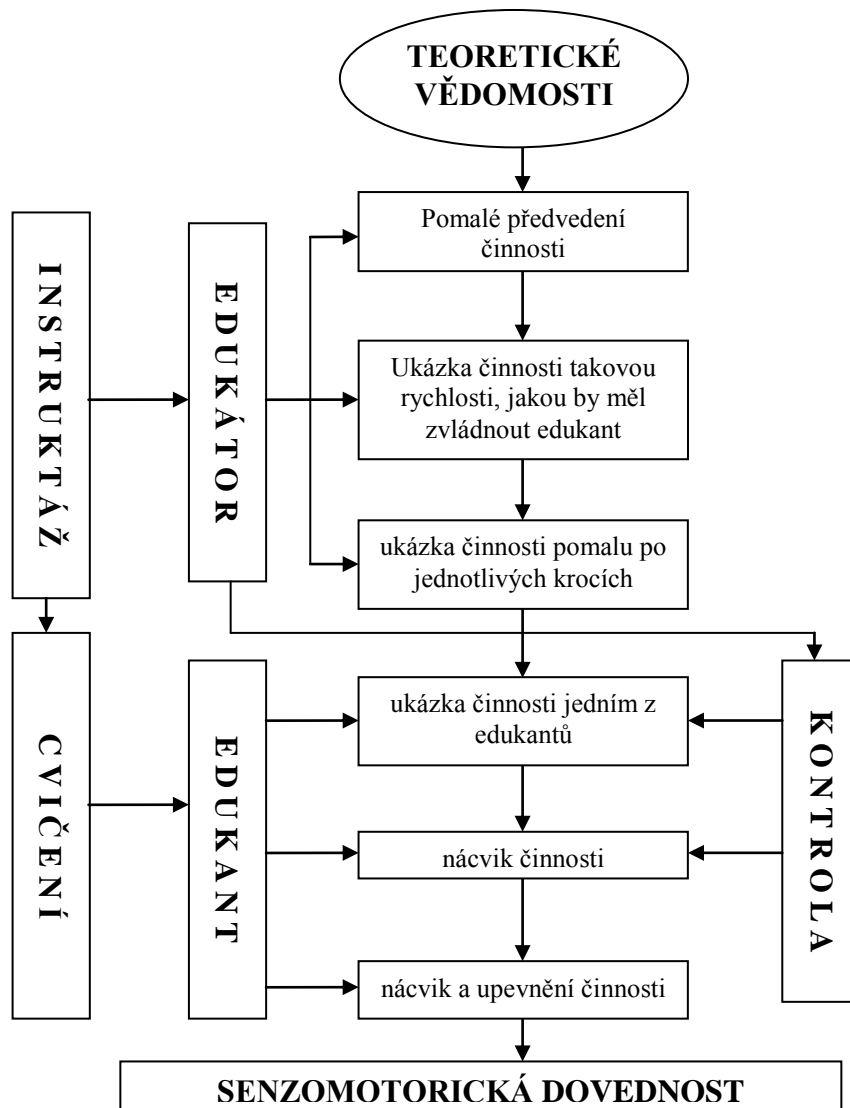 TEORETICKÉ
VĚDOMOSTI
Pomalé předvedení
činnosti
INSTRUKTÁŽ
EDUKÁTOR
Ukázka činnosti takovou
rychlosti, jakou by měl
zvládnout edukant
ukázka činnosti pomalu po
jednotlivých krocích
CVIČENÍ
EDUKANT
ukázka činnosti jedním z
edukantů
KONTROLA
nácvik činnosti
nácvik a upevnění činnosti
SENZOMOTORICKÁ DOVEDNOST